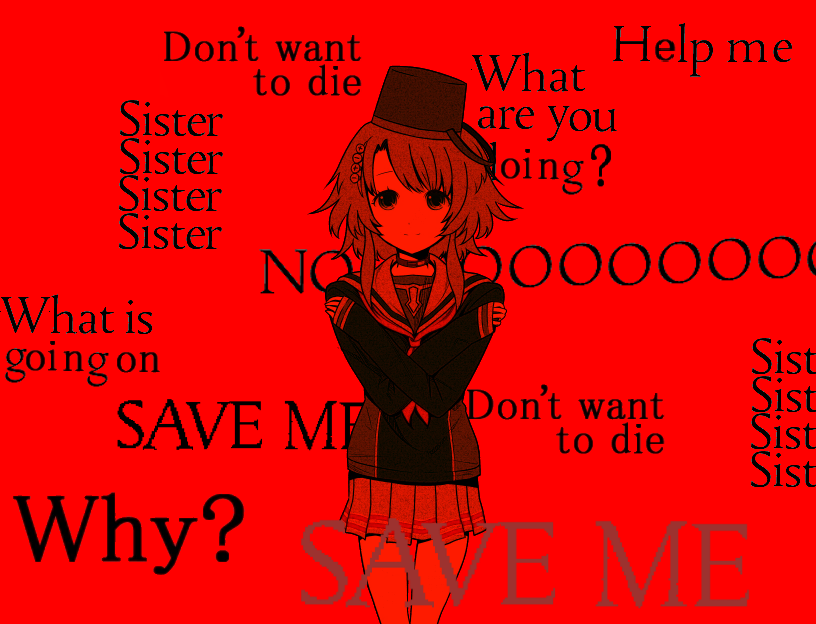 Don't want
to die
Help me
What
are you
doing?
Sister
Sister
Sister
Sister
NO OOOOOOOO
What is
going on
Sist
Sist
Sist
Sist
SAVE ME
Don't want
to die
Why?
SAVE ME